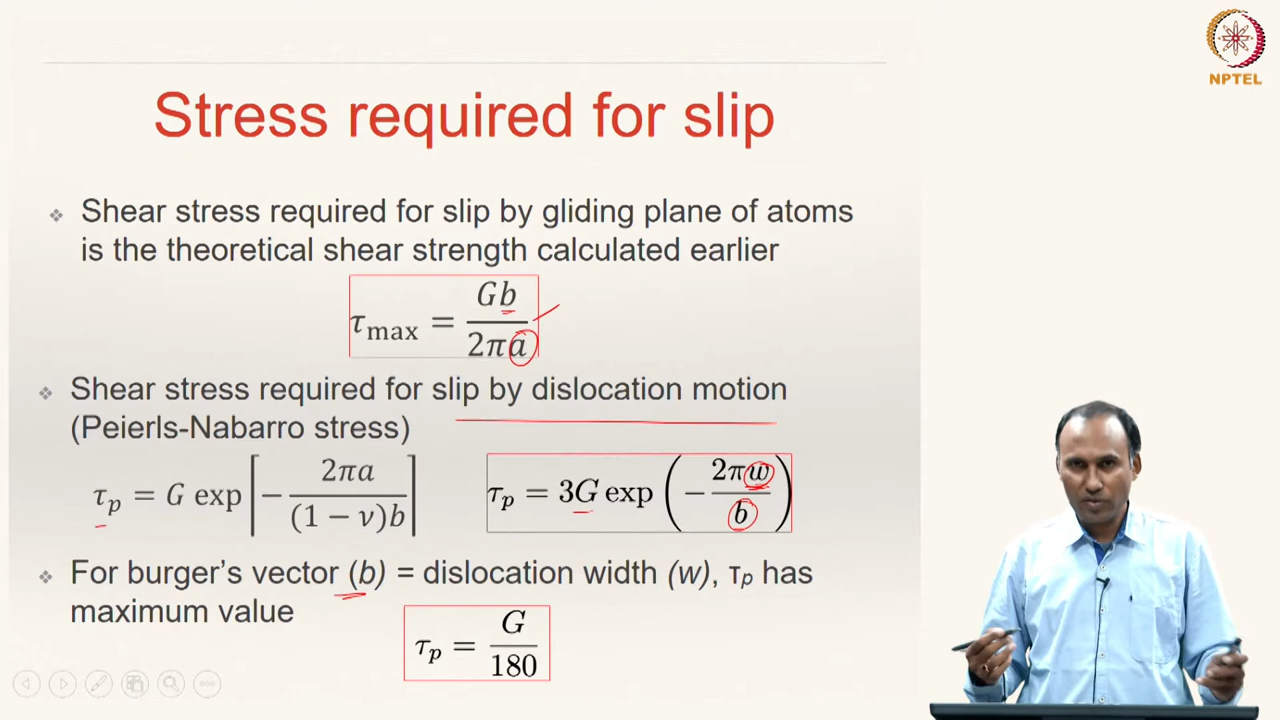 NPTEL
Stress required for slip
❖ Shear stress required for slip by gliding plane of atoms
is the theoretical shear strength calculated earlier
τmax = Gb / 2πa
❖ Shear stress required for slip by dislocation motion
(Peierls-Nabarro stress)
τp = G exp[− 2πa / (1 − ν)b]   τp = 3G exp(− 2πw / b)
❖ For burger's vector (b) = dislocation width (w), τp has
maximum value
τp = G / 180